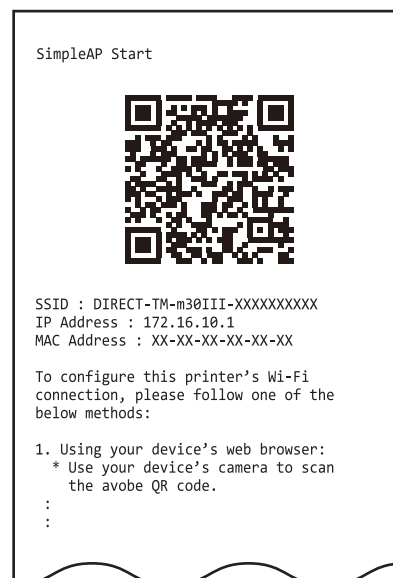 SimpleAP Start
SSID : DIRECT-TM-m30III-XXXXXXXXXX
IP Address : 172.16.10.1
MAC Address : XX-XX-XX-XX-XX-XX
To configure this printer’s Wi-Fi
connection, please follow one of the
below methods:
1. Using your device’s web browser:
* Use your device’s camera to scan
the avobe QR code.
:
: